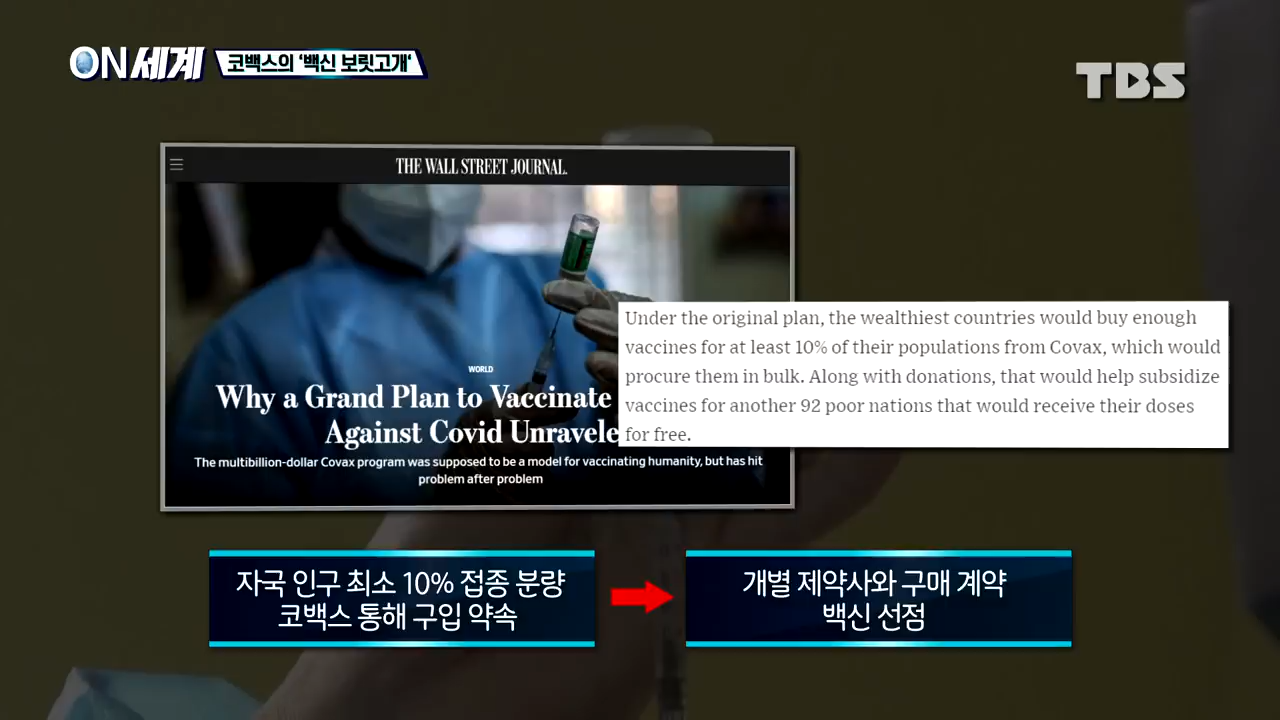 ON세계
코백스의 '백신 보릿고개'
TBS
THE WALL STREET JOURNAL.
WORLD
Why a Grand Plan to Vaccinate
Against Covid Unravele
The multibillion-dollar Covax program was supposed to be a model for vaccinating humanity, but has hit
problem after problem
Under the original plan, the wealthiest countries would buy enough
vaccines for at least 10% of their populations from Covax, which would
procure them in bulk. Along with donations, that would help subsidize
vaccines for another 92 poor nations that would receive their doses
for free.
자국 인구 최소 10% 접종 분량
코백스 통해 구입 약속
개별 제약사와 구매 계약
백신 선점